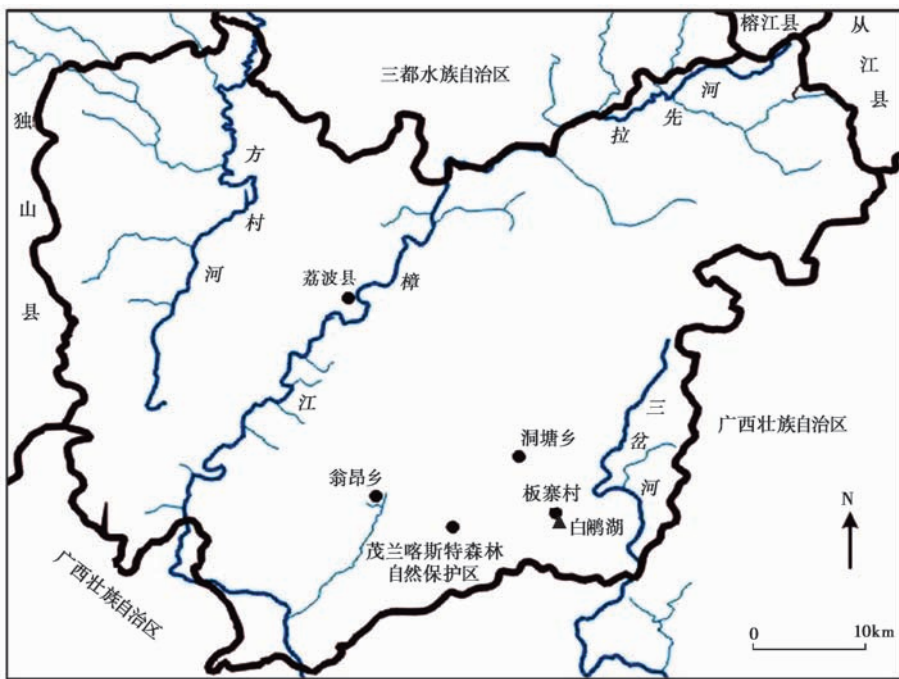 榕江县
从江县
三都水族自治区
拉先河
独山县
方村河
荔波县
樟江
三岔河
广西壮族自治区
洞塘乡
翁昂乡
板寨村
白鹇湖
茂兰喀斯特森林
自然保护区
广西壮族自治区
N
0 10km